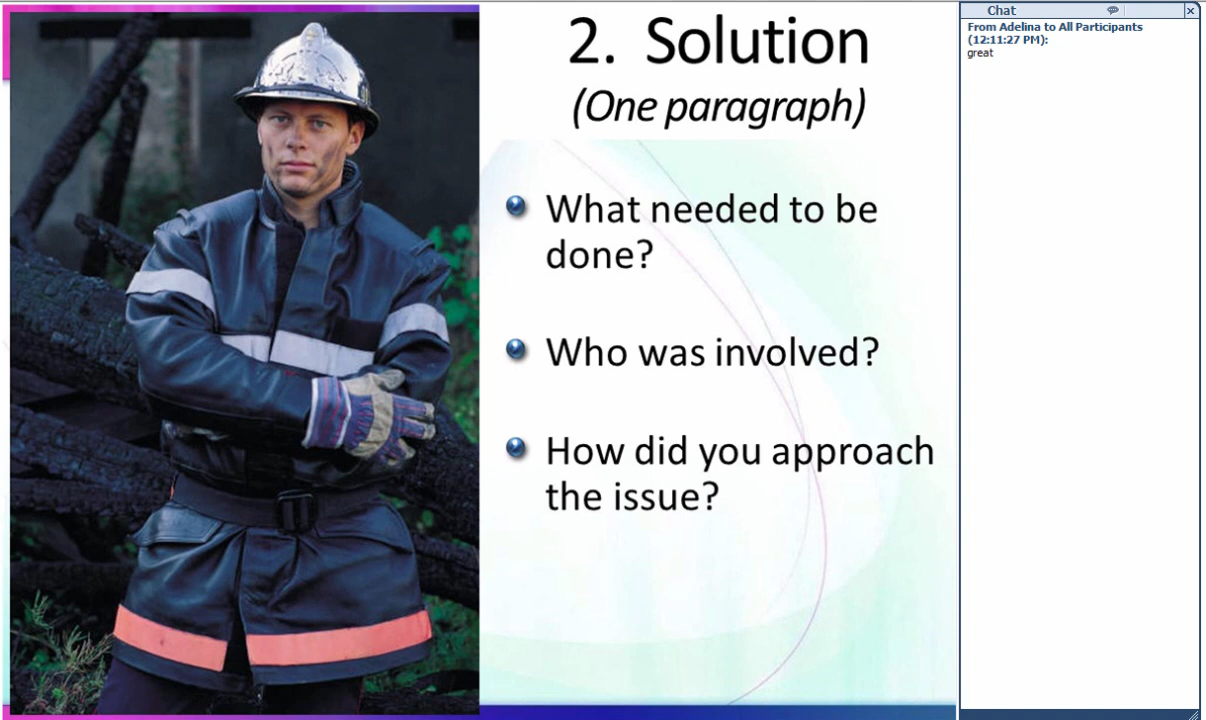 2. Solution
(One paragraph)
What needed to be
done?
Who was involved?
How did you approach
the issue?
Chat
From Adelina to All Participants
(12:11:27 PM):
great